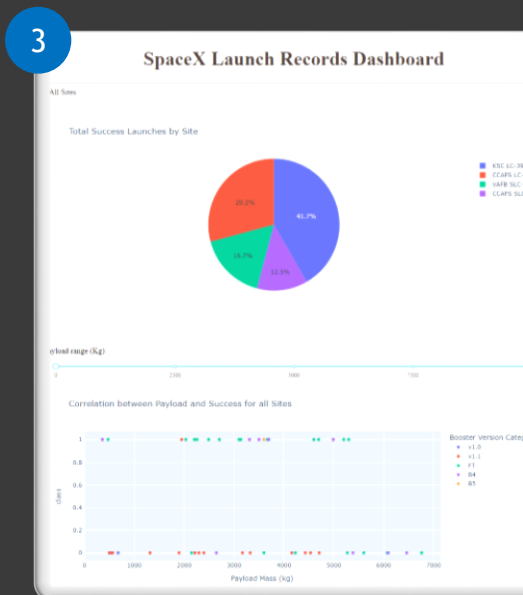 3
SpaceX Launch Records Dashboard
All Sites
Total Success Launches by Site
KSC LC-39
CCAFS LC-
VAFB SLC-
CCAFS SLC
29.2%
41.7%
16.7%
12.5%
ayload range (Kg)
0 2500 5000 7500
Correlation between Payload and Success for all Sites
Booster Version Categ
v1.0
v1.1
FT
B4
B5
1
0.8
0.6
0.4
0.2
0
class
0 1000 2000 3000 4000 5000 6000 7000
Payload Mass (kg)